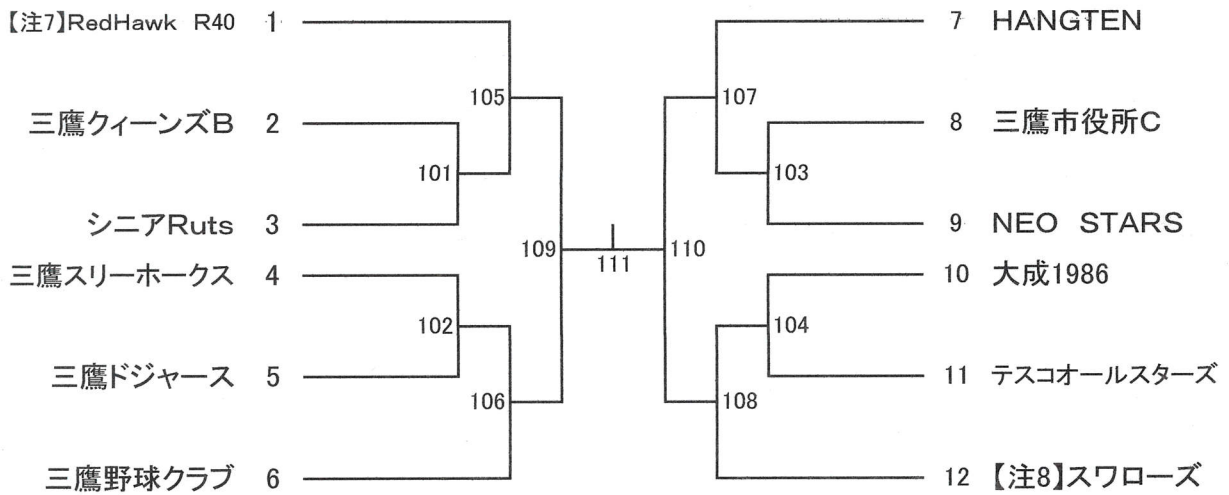 【注7】RedHawk R40 1
三鷹クィーンズB 2
シニアRuts 3
三鷹スリーホークス 4
三鷹ドジャース 5
三鷹野球クラブ 6
105
101
102
106
109
111
110
107
103
104
108
7 HANGTEN
8 三鷹市役所C
9 NEO STARS
10 大成1986
11 テスコオールスターズ
12 【注8】スワローズ